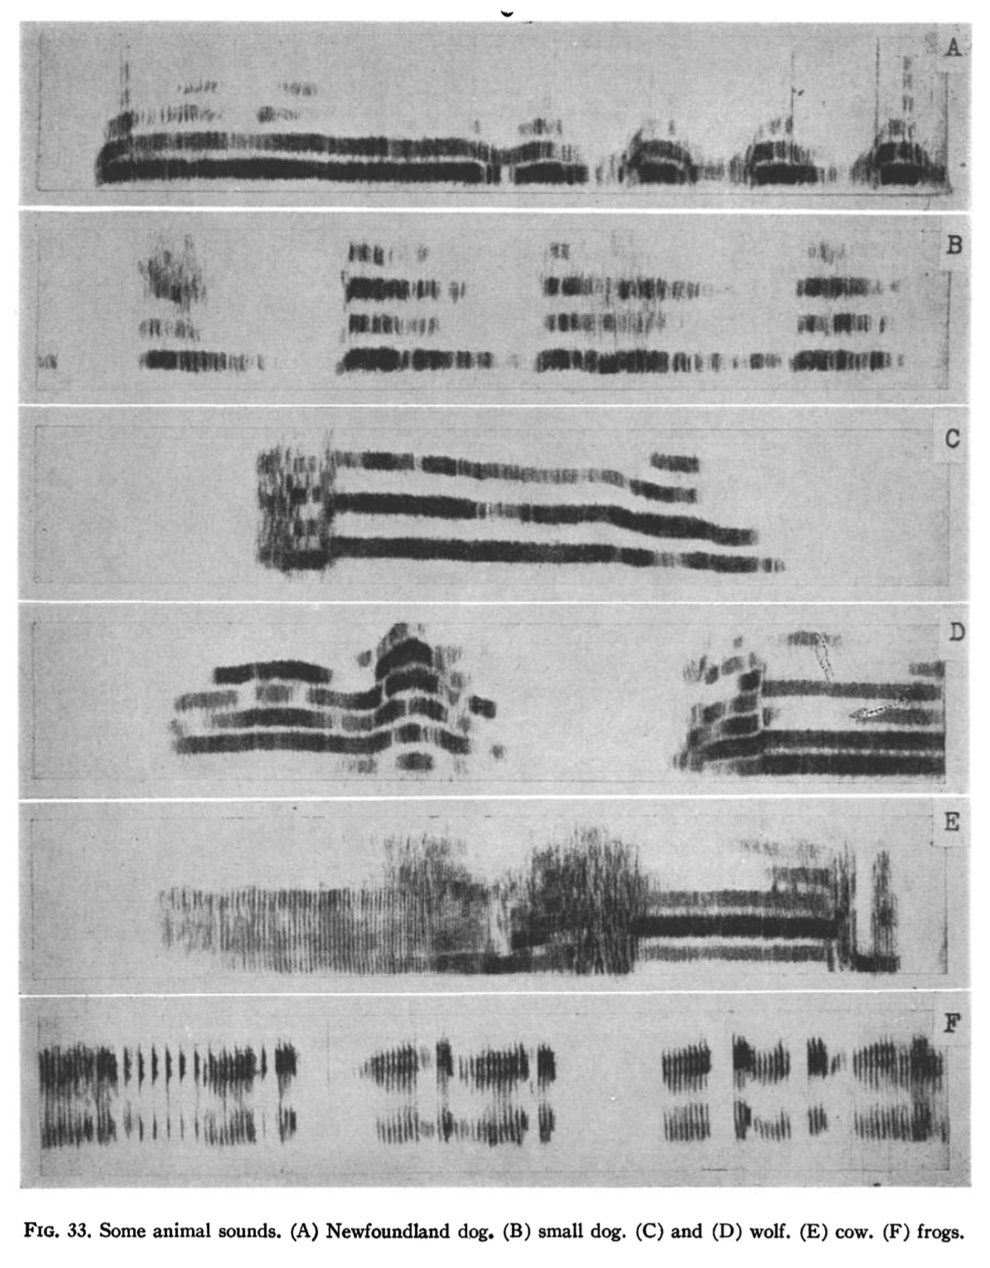 A
B
C
D
E
F
FIG. 33. Some animal sounds. (A) Newfoundland dog. (B) small dog. (C) and (D) wolf. (E) cow. (F) frogs.